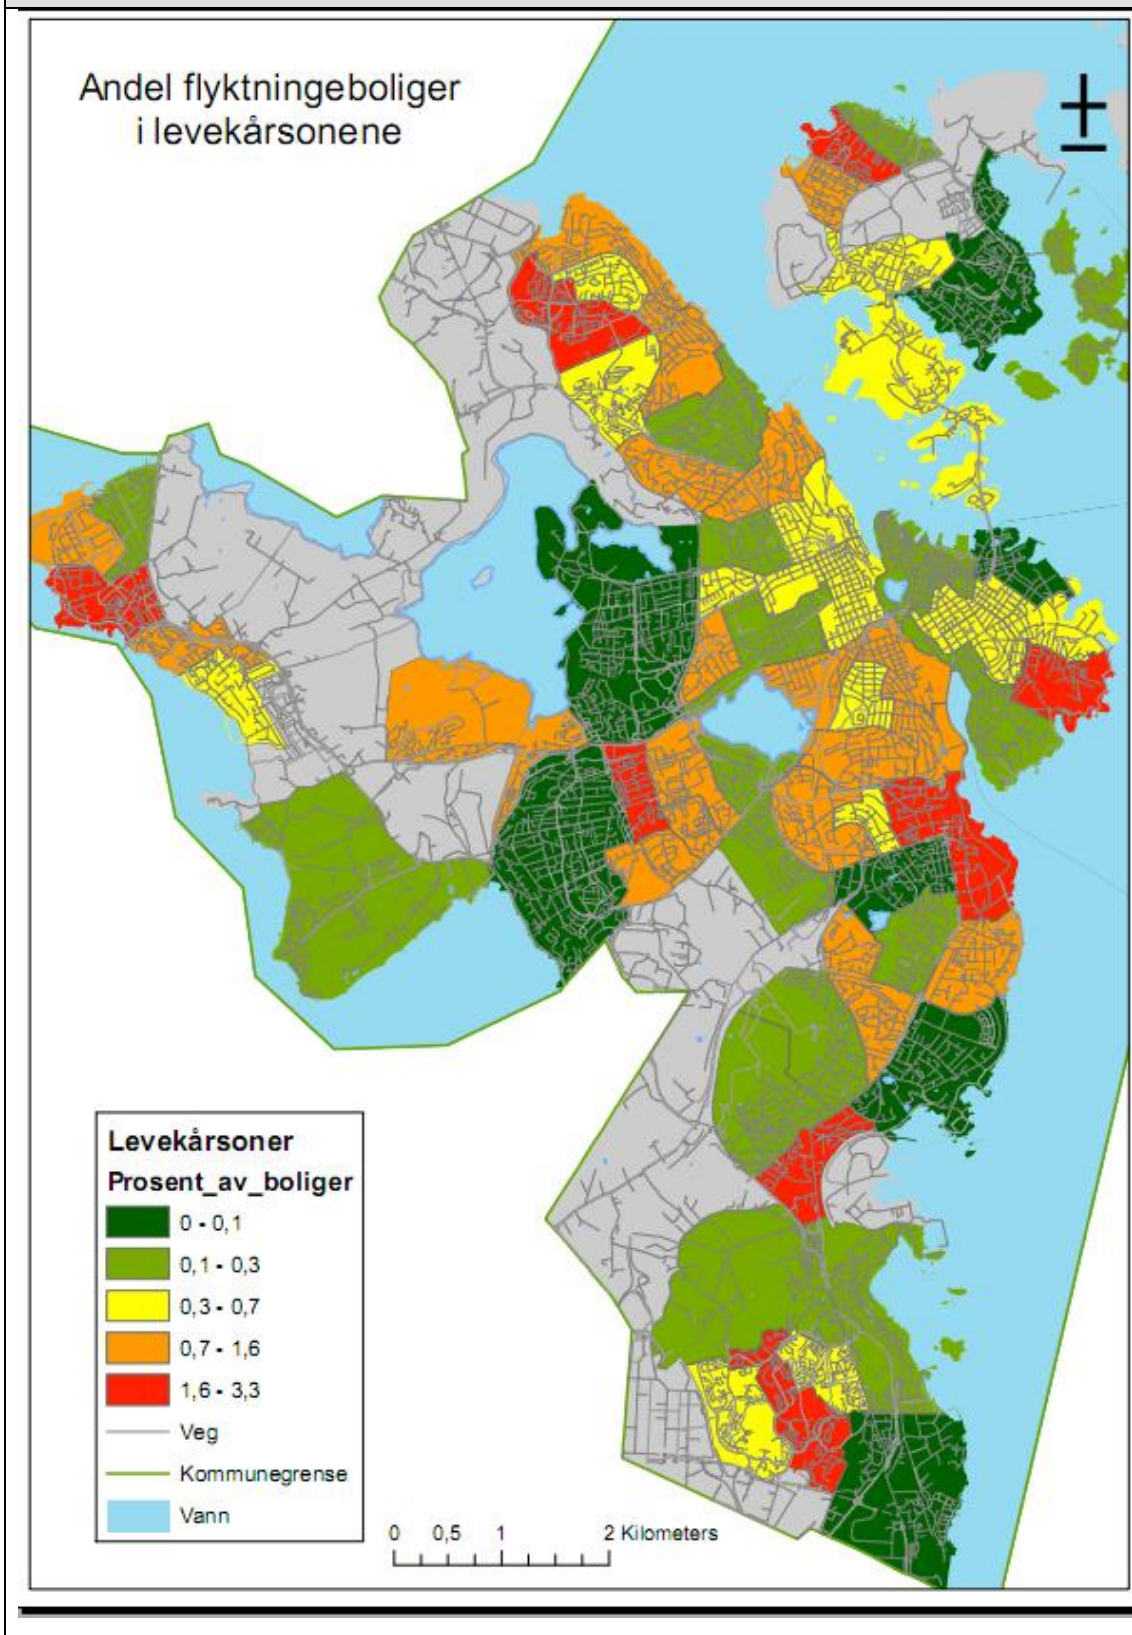 Andel flyktningeboliger
i levekårsonene
Levekårsoner
Prosent_av_boliger
0 - 0,1
0,1 - 0,3
0,3 - 0,7
0,7 - 1,6
1,6 - 3,3
Veg
Kommunegrense
Vann
0 0,5 1 2 Kilometers